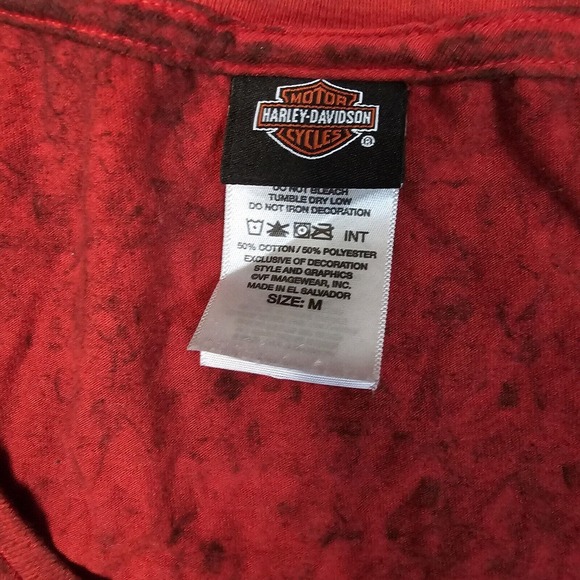 MOTOR
HARLEY-DAVIDSON
CYCLES
®
DO NOT BLEACH
TUMBLE DRY LOW
DO NOT IRON DECORATION
INT
50% COTTON / 50% POLYESTER
EXCLUSIVE OF DECORATION
STYLE AND GRAPHICS
©VF IMAGEWEAR, INC.
MADE IN EL SALVADOR
SIZE: M